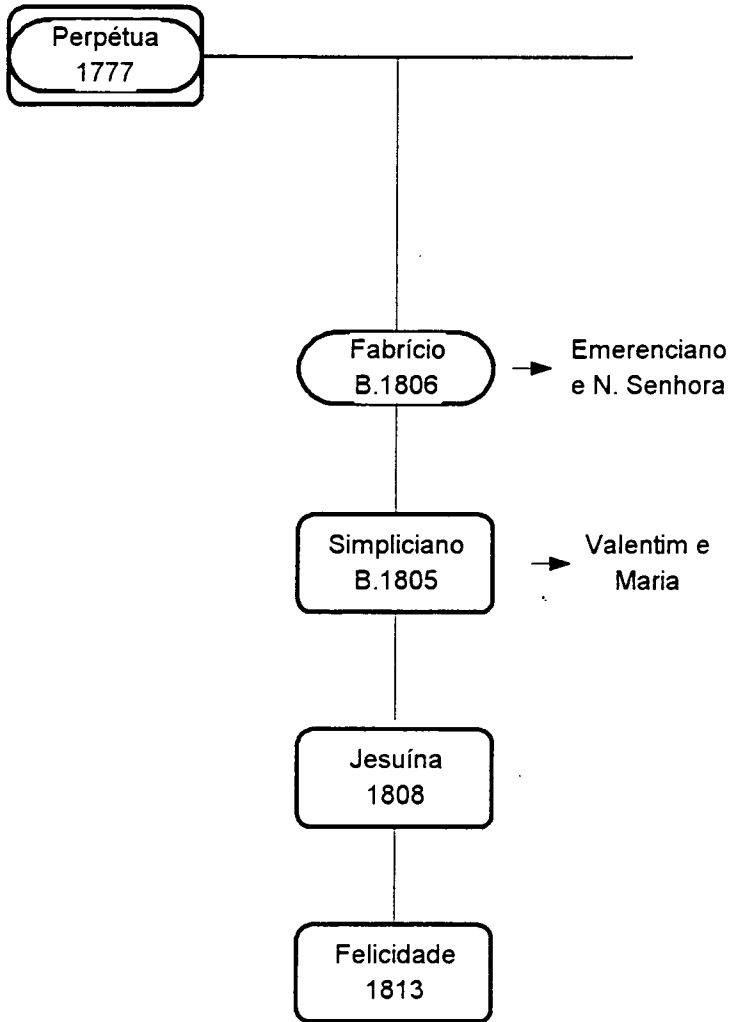 Perpétua
1777
Fabrício
B.1806
Emerenciano
e N. Senhora
Simpliciano
B.1805
Valentim e
Maria
Jesuína
1808
Felicidade
1813